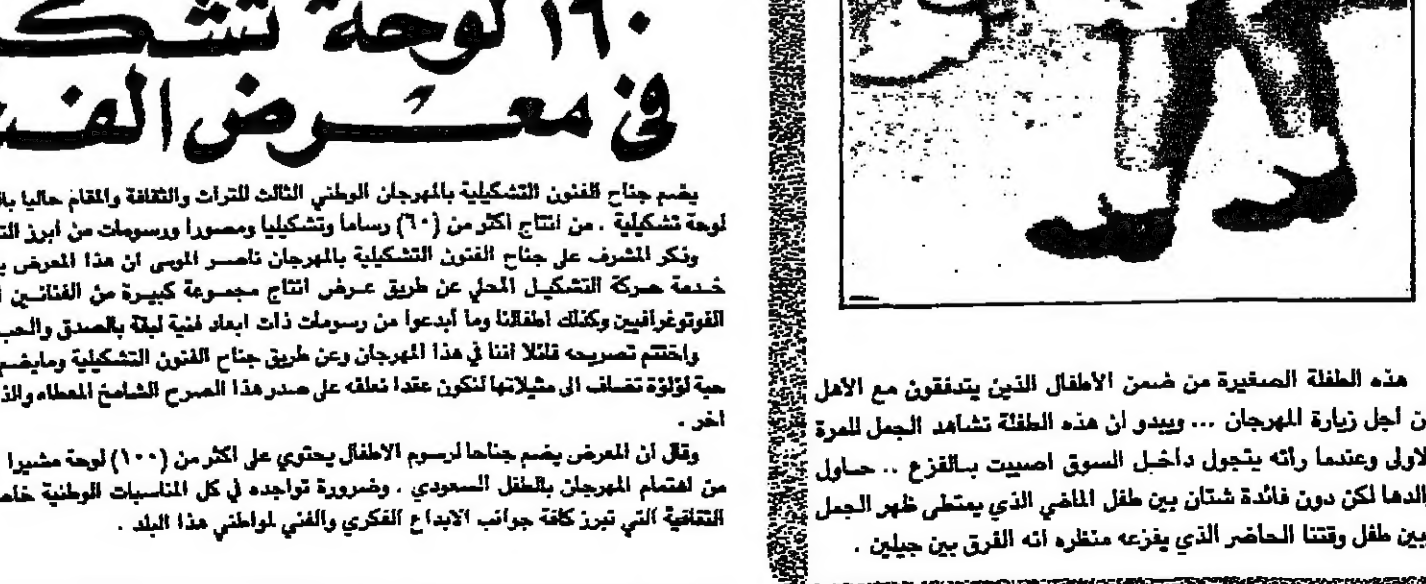 هذه الطفلة الصغيرة من ضمن الأطفال الذين يتدفقون مع الأهل
ن اجل زيارة المهرجان ... ويبدو ان هذه الطفلة تشاهد الجمل للمرة
لاولى وعندما رأته يتجول داخل السوق اصيبت بالفزع .. حاول
الدها لكن دون فائدة شتان بين طفل الماضي الذي يمتطى ظهر الجمل
بين طفل وقتنا الحاضر الذي يفزعه منظره انه الفرق بين جيلين .
١٦٠ لوحة تشك
في معرض الف
يضم جناح الفنون التشكيلية بالمهرجان الوطني الثالث للتراث والثقافة والمقام حاليا با
لوحة تشكيلية . من انتاج اكثر من (٦٠) رساما وتشكيليا ومصورا ورسومات من ابرز الت
وذكر المشرف على جناح الفنون التشكيلية بالمهرجان ناصر الموسى ان هذا المعرض ي
خدمة حركة التشكيل المحلي عن طريق عرض انتاج مجموعة كبيرة من الفنانين ا
الفوتوغرافيين وكذلك اطفالنا وما أبدعوا من رسومات ذات ابعاد فنية لبقة بالصدق والحب
واختتم تصريحه قائلا اننا في هذا المهرجان وعن طريق جناح الفنون التشكيلية ومايضم
حبة لؤلؤة تضاف الى مثيلاتها لتكون عقدا نعلقه على صدر هذا الصرح الشامخ المعطاء والذ
اخر .
وقال أن المعرض يضم جناحا لرسوم الاطفال يحتوي على اكثر من (١٠٠) لوحة مشيرا
من اهتمام المهرجان بالطفل السعودي . وضرورة تواجده في كل المناسبات الوطنية خاص
الثقافية التي تبرز كافة جوانب الابداع الفكري والفني لمواطني هذا البلد .